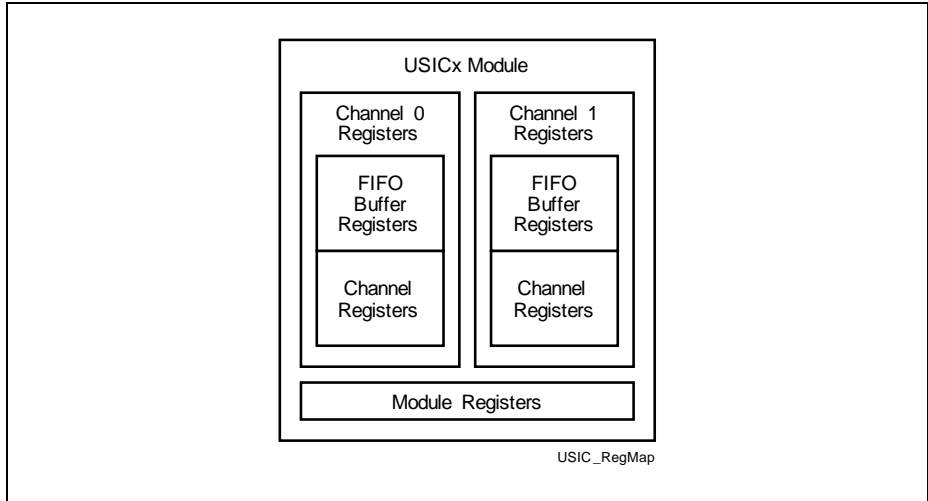 USICx Module
Channel 0
Registers
FIFO
Buffer
Registers
Channel
Registers
Channel 1
Registers
FIFO
Buffer
Registers
Channel
Registers
Module Registers
USIC_RegMap